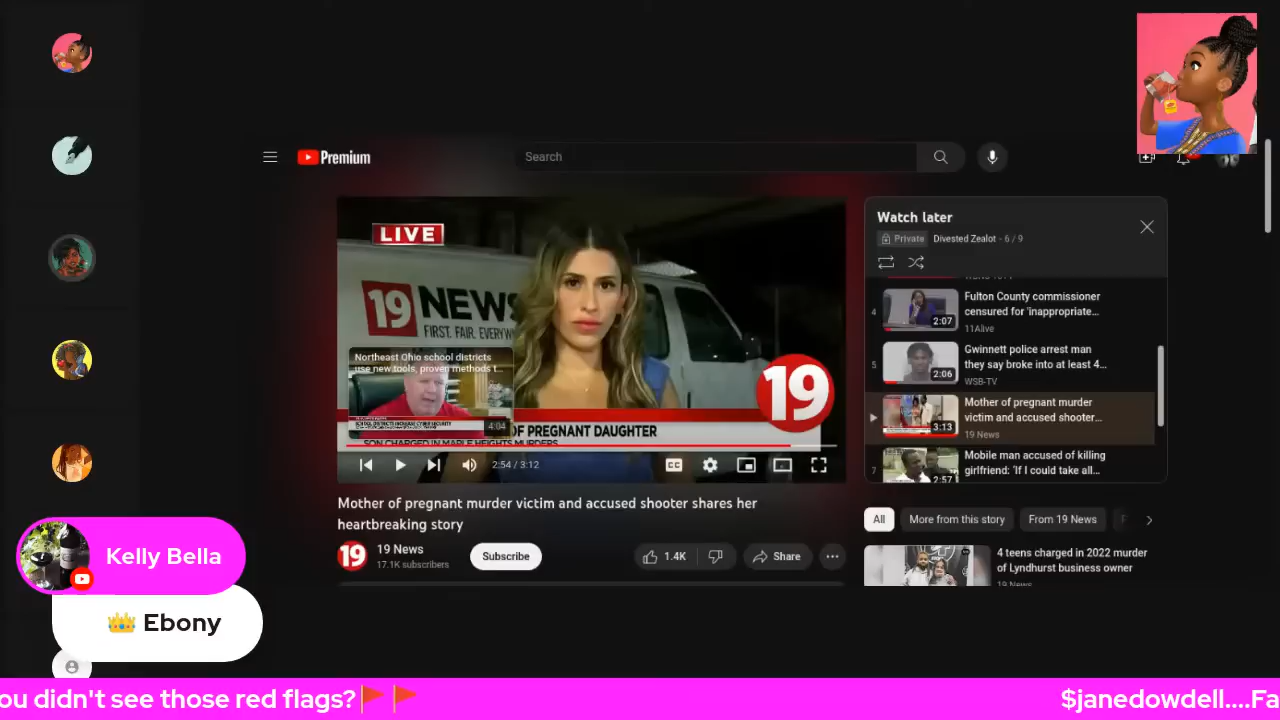 Premium
Search
LIVE
19 NEWS
FIRST. FAIR. EVERYW
Northeast Ohio school districts
use new tools, proven methods t...
4:04
19
OF PREGNANT DAUGHTER
SON CHARGED IN MAPLE HEIGHTS MURDERS
CC
2:54 / 3:12
Mother of pregnant murder victim and accused shooter shares her
heartbreaking story
19
19 News
17.1K subscribers
Subscribe
1.4K
Share
Watch later
Private
Divested Zealot - 6 / 9
4
2:07
Fulton County commissioner
censured for 'inappropriate...
11Alive
5
2:06
Gwinnett police arrest man
they say broke into at least 4...
WSB-TV
3:13
Mother of pregnant murder
victim and accused shooter...
19 News
7
2:57
Mobile man accused of killing
girlfriend: 'If I could take all...
All
More from this story
From 19 News
4 teens charged in 2022 murder
of Lyndhurst business owner
19 News
Kelly Bella
👑 Ebony
ou didn't see those red flags?🚩 🚩
$janedowdell....Fa